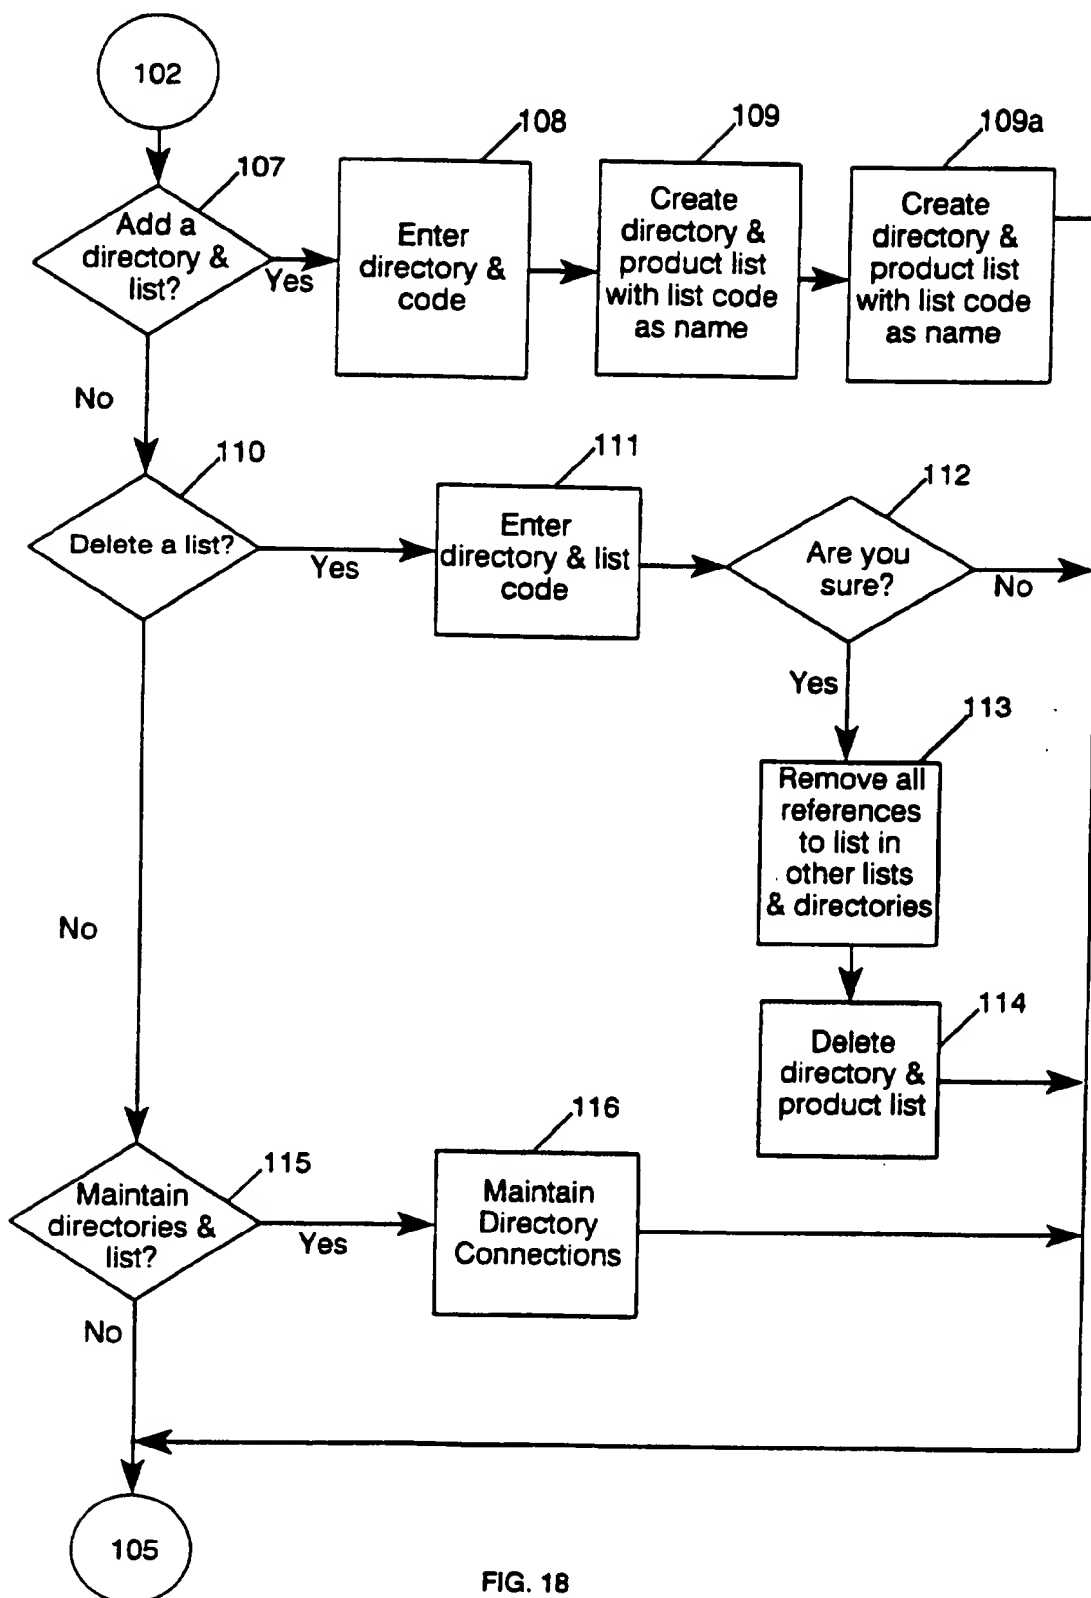 102
107
Add a
directory &
list?
Yes
No
108
Enter
directory &
code
109
Create
directory &
product list
with list code
as name
109a
Create
directory &
product list
with list code
as name
110
Delete a list?
Yes
No
111
Enter
directory & list
code
112
Are you
sure?
No
Yes
113
Remove all
references
to list in
other lists
& directories
114
Delete
directory &
product list
115
Maintain
directories &
list?
Yes
No
116
Maintain
Directory
Connections
105
FIG. 18